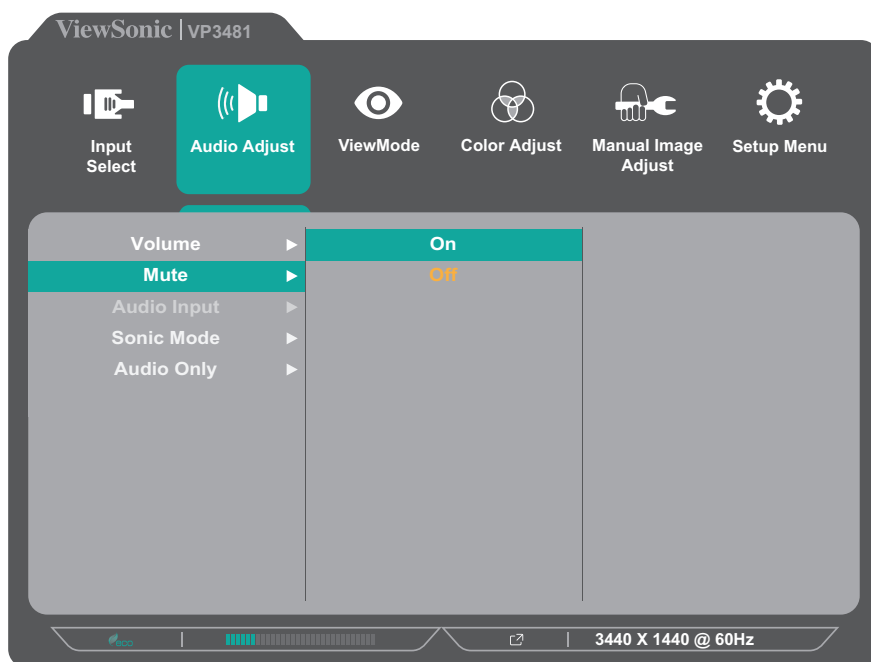 ViewSonic | VP3481
Input
Select
Audio Adjust
ViewMode
Color Adjust
Manual Image
Adjust
Setup Menu
Volume
On
Mute
Off
Audio Input
Sonic Mode
Audio Only
eco
3440 X 1440 @ 60Hz